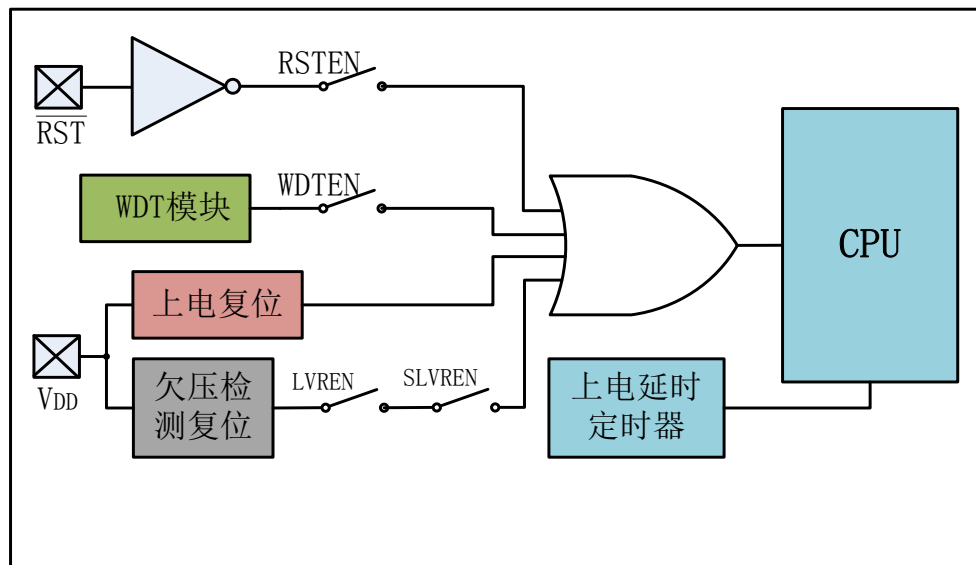 RSTEN
RST
WDT模块
WDTEN
CPU
上电复位
VDD
欠压检
测复位
LVREN
SLVREN
上电延时
定时器